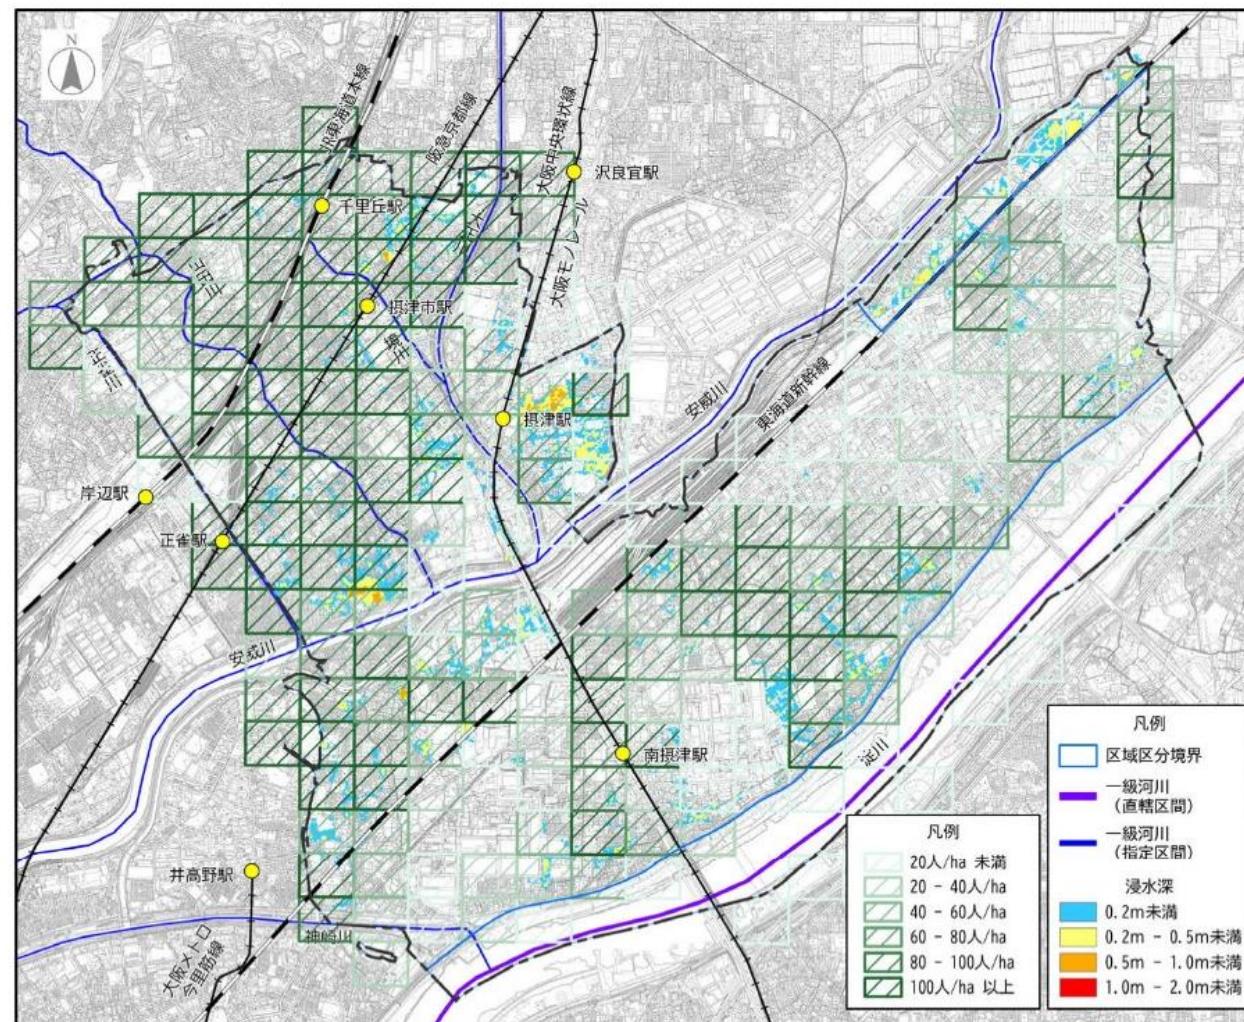 N
JR東海道本線
阪急京都線
大阪中央環状線
沢良宜駅
千里丘駅
大正川
大阪モノレール
山田川
摂津市駅
境川
正雀川
安威川
東海道新幹線
摂津駅
岸辺駅
正雀駅
安威川
淀川
南摂津駅
井高野駅
神崎川
大阪メトロ
今里筋線
凡例
20人/ha 未満
20 - 40人/ha
40 - 60人/ha
60 - 80人/ha
80 - 100人/ha
100人/ha 以上
凡例
区域区分境界
一級河川
(直轄区間)
一級河川
(指定区間)
浸水深
0.2m未満
0.2m - 0.5m未満
0.5m - 1.0m未満
1.0m - 2.0m未満